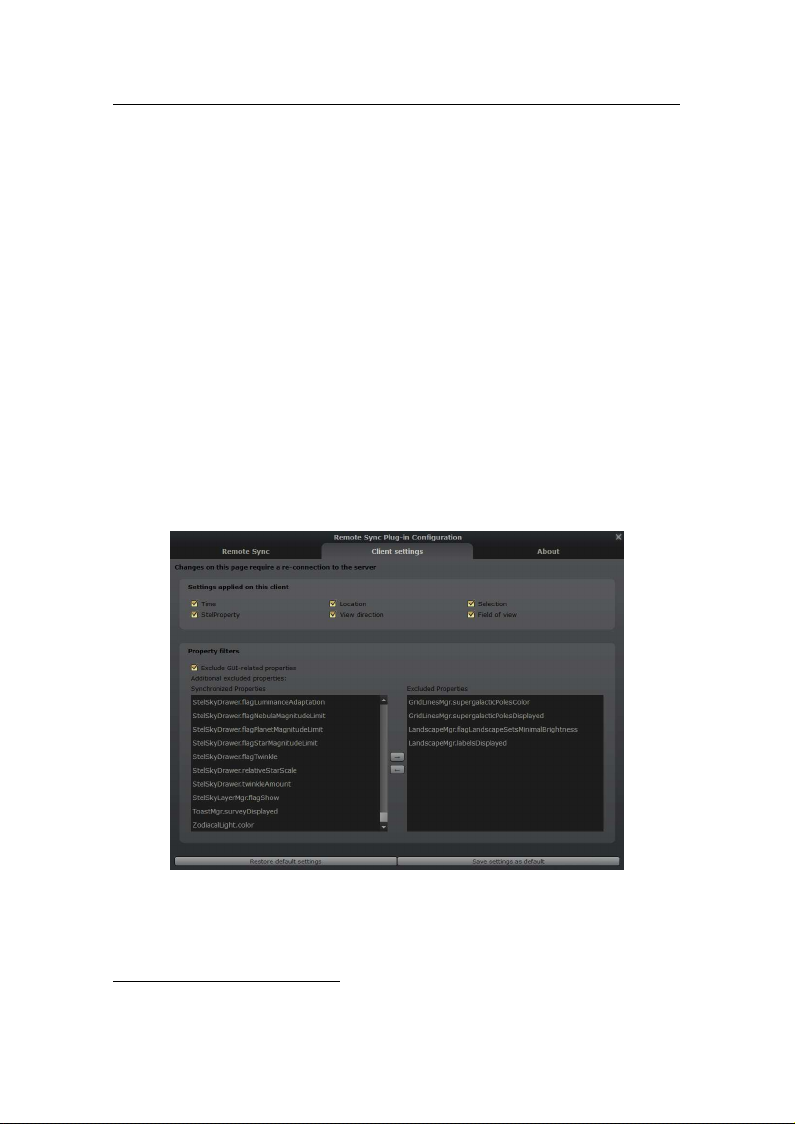 Remote Sync Plug-in Configuration
Remote Sync
Client settings
About
Changes on this page require a re-connection to the server
Settings applied on this client
Time
Location
Selection
StelProperty
View direction
Field of view
Property filters
Exclude GUI-related properties
Additional excluded properties:
Synchronized Properties
Excluded Properties
StelSkyDrawer.flagLuminanceAdaptation
StelSkyDrawer.flagNebulaMagnitudeLimit
StelSkyDrawer.flagPlanetMagnitudeLimit
StelSkyDrawer.flagStarMagnitudeLimit
StelSkyDrawer.flagTwinkle
StelSkyDrawer.relativeStarScale
StelSkyDrawer.twinkleAmount
StelSkyLayerMgr.flagShow
ToastMgr.surveyDisplayed
ZodiacalLight.color
GridLinesMgr.supergalacticPolesColor
GridLinesMgr.supergalacticPolesDisplayed
LandscapeMgr.flagLandscapeSetsMinimalBrightness
LandscapeMgr.labelsDisplayed
Restore default settings
Save settings as default